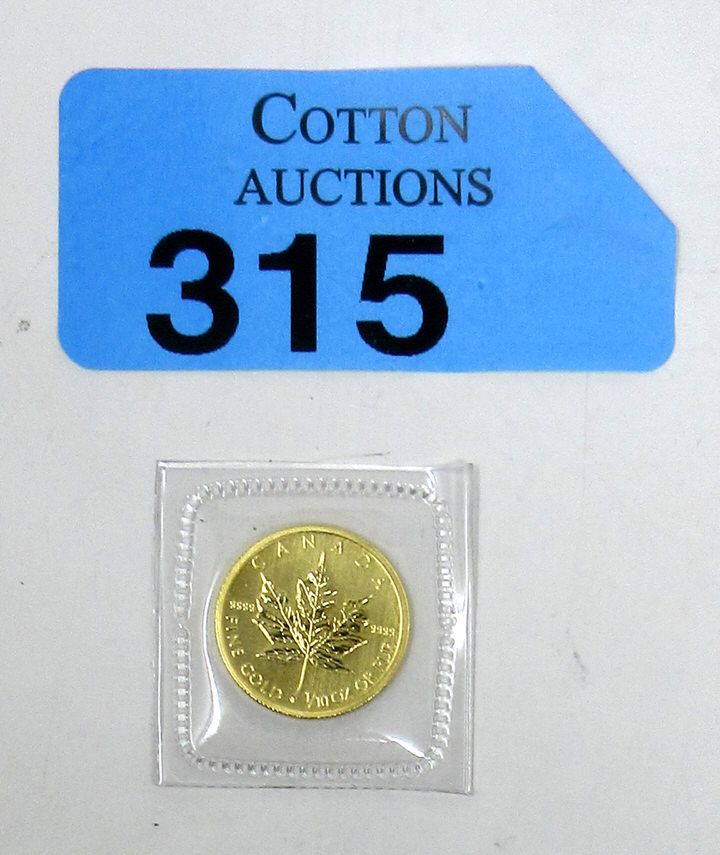 COTTON
AUCTIONS
315
CANADA
9999 9999
FINE GOLD 1/10 OZ OR PUR